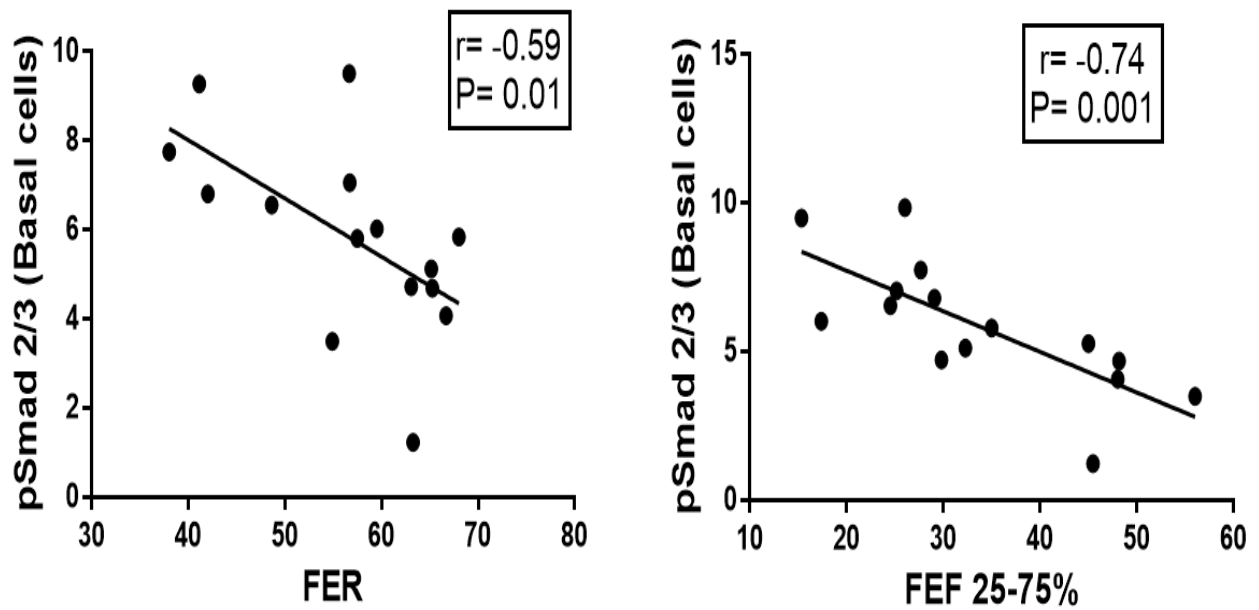 pSmad 2/3 (Basal cells)
10
8
6
4
2
0
r= -0.59
P= 0.01
30 40 50 60 70 80
FER
pSmad 2/3 (Basal cells)
15
10
5
0
r= -0.74
P= 0.001
10 20 30 40 50 60
FEF 25-75%